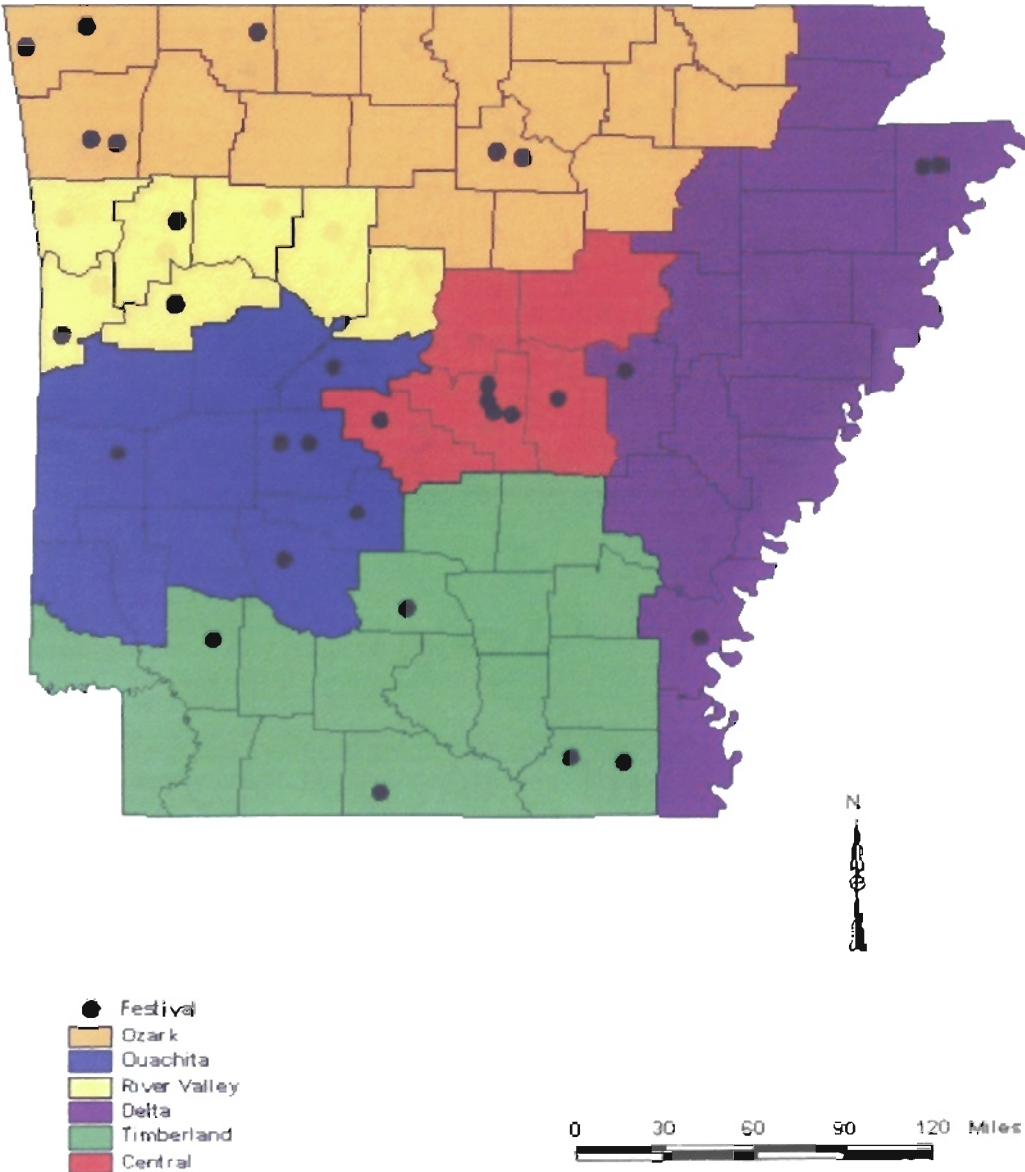 N
Festival
Ozark
Ouachita
River Valley
Delta
Timberland
Central
0 30 60 90 120 Miles